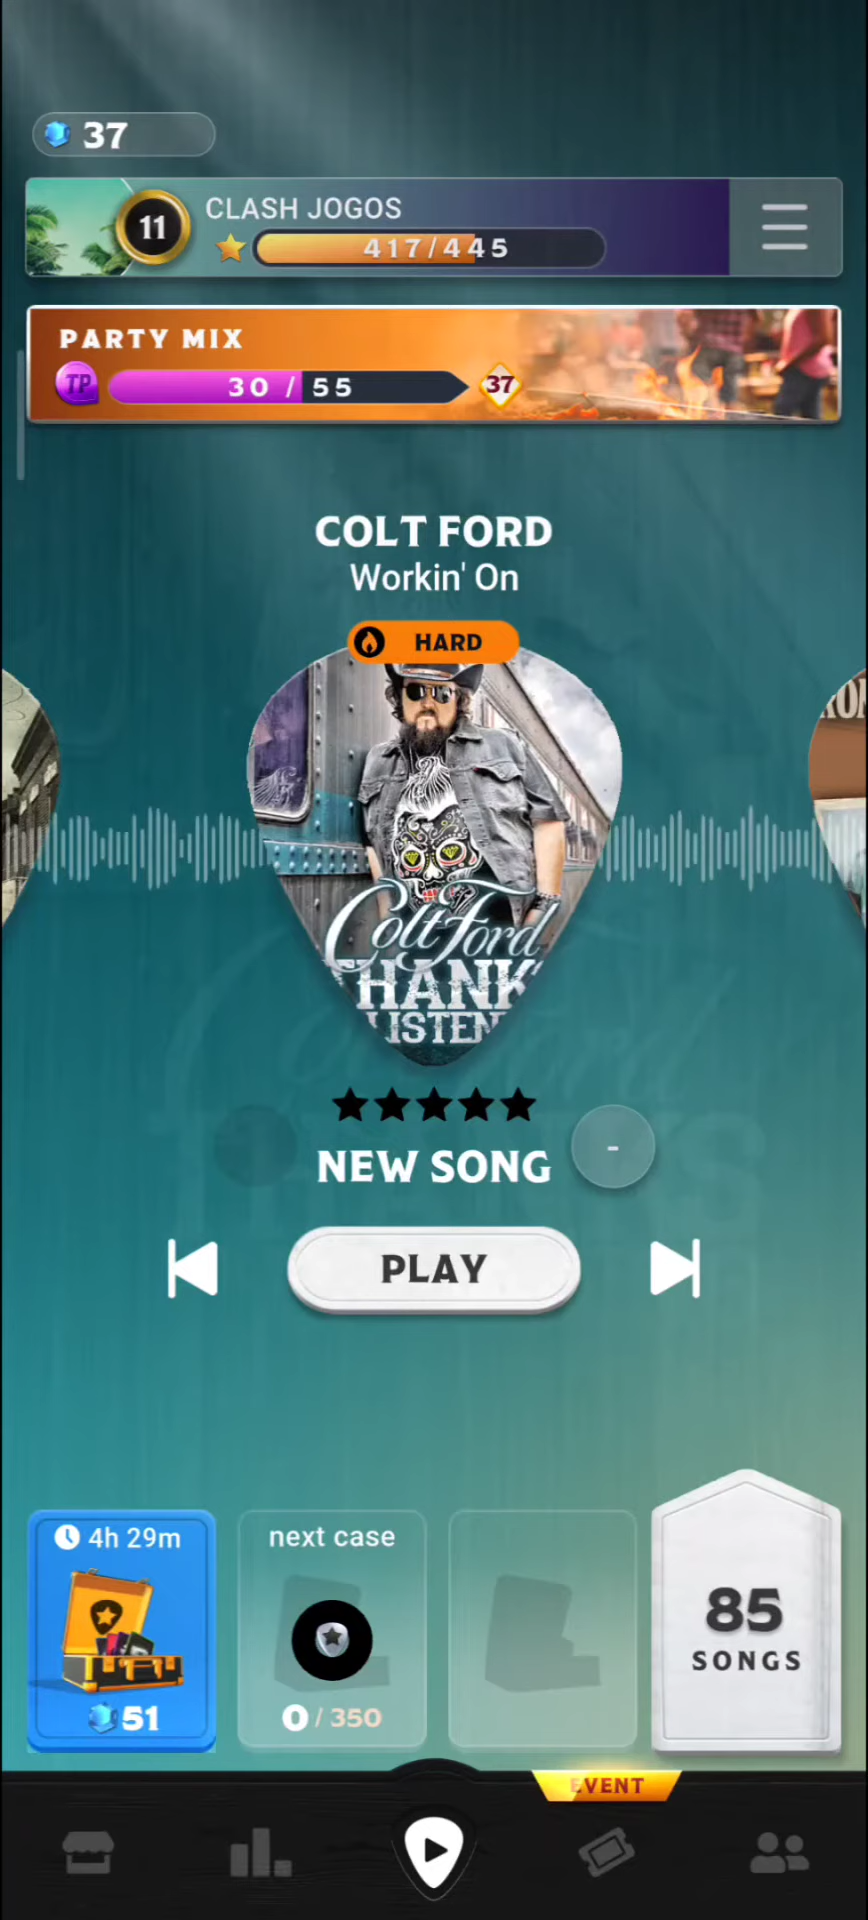 37
11
CLASH JOGOS
417/445
PARTY MIX
TP
30 / 55
37
COLT FORD
Workin' On
HARD
Colt Ford
THANK
LISTEN
NEW SONG
-
PLAY
4h 29m
51
next case
0 / 350
85
SONGS
EVENT